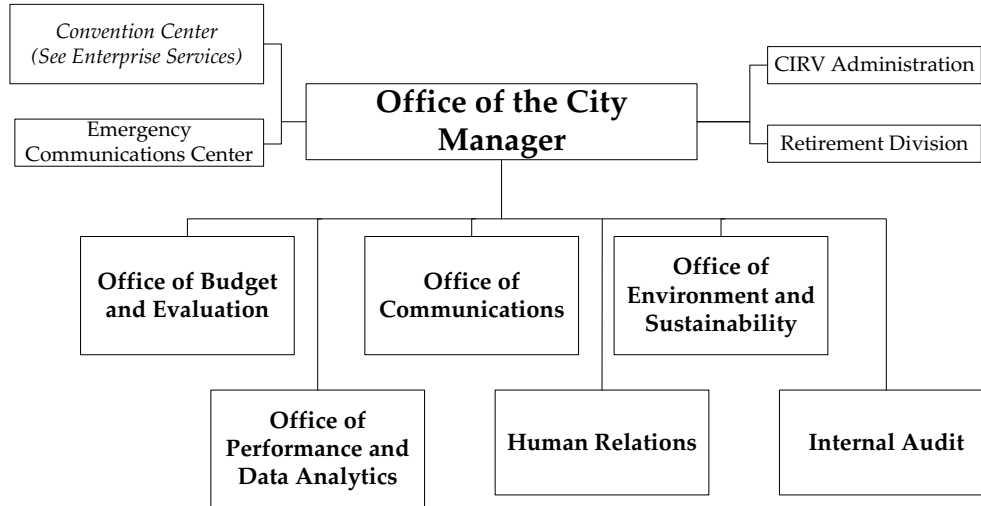 Convention Center
(See Enterprise Services)
Office of the City
Manager
CIRV Administration
Emergency
Communications Center
Retirement Division
Office of Budget
and Evaluation
Office of
Communications
Office of
Environment and
Sustainability
Office of
Performance and
Data Analytics
Human Relations
Internal Audit